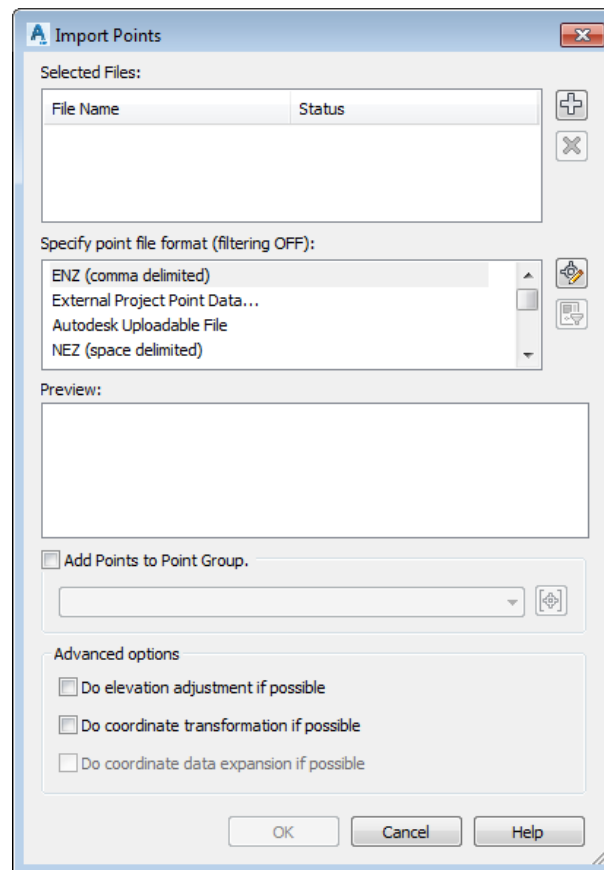 Import Points
Selected Files:
File Name Status
Specify point file format (filtering OFF):
ENZ (comma delimited)
External Project Point Data...
Autodesk Uploadable File
NEZ (space delimited)
Preview:
Add Points to Point Group.
Advanced options
Do elevation adjustment if possible
Do coordinate transformation if possible
Do coordinate data expansion if possible
OK Cancel Help